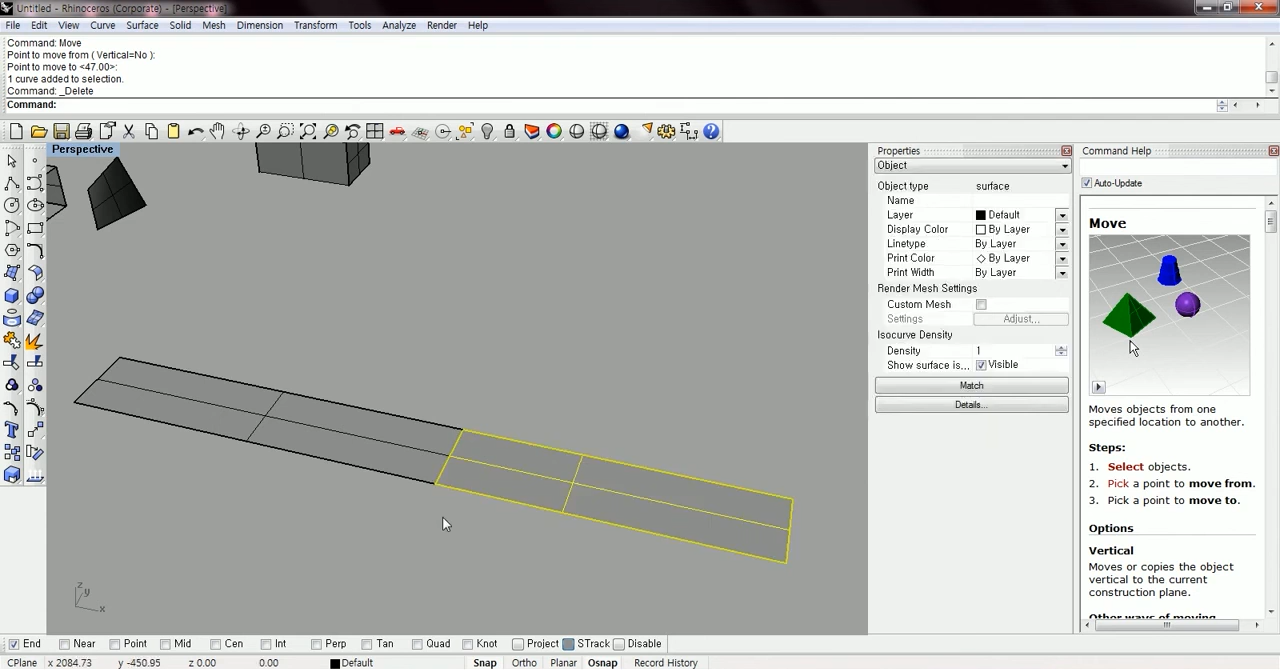 Untitled - Rhinoceros (Corporate) - [Perspective]
File Edit View Curve Surface Solid Mesh Dimension Transform Tools Analyze Render Help
Command: Move
Point to move from ( Vertical=No ):
Point to move to <47.00>:
1 curve added to selection.
Command: _Delete
Command:
Perspective
Properties
Object
Object type surface
Name
Layer Default
Display Color By Layer
Linetype By Layer
Print Color By Layer
Print Width By Layer
Render Mesh Settings
Custom Mesh
Settings Adjust...
Isocurve Density
Density 1
Show surface is... Visible
Match
Details...
Command Help
Auto-Update
Move
Moves objects from one
specified location to another.
Steps:
1. Select objects.
2. Pick a point to move from.
3. Pick a point to move to.
Options
Vertical
Moves or copies the object
vertical to the current
construction plane.
Other ways of moving
z
y
x
End Near Point Mid Cen Int Perp Tan Quad Knot Project STrack Disable
CPlane x 2084.73 y -450.95 z 0.00 0.00 Default Snap Ortho Planar Osnap Record History